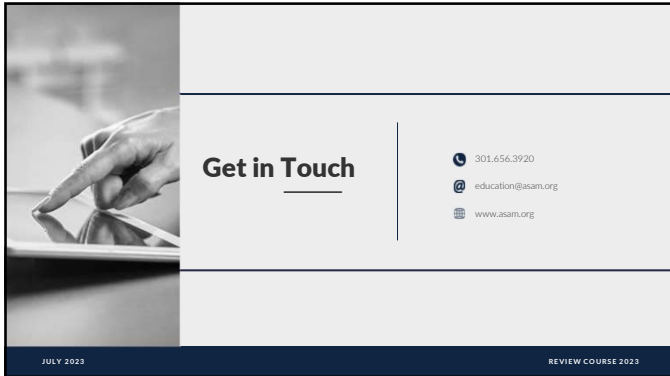 Get in Touch
301.656.3920
education@asam.org
www.asam.org
JULY 2023
REVIEW COURSE 2023